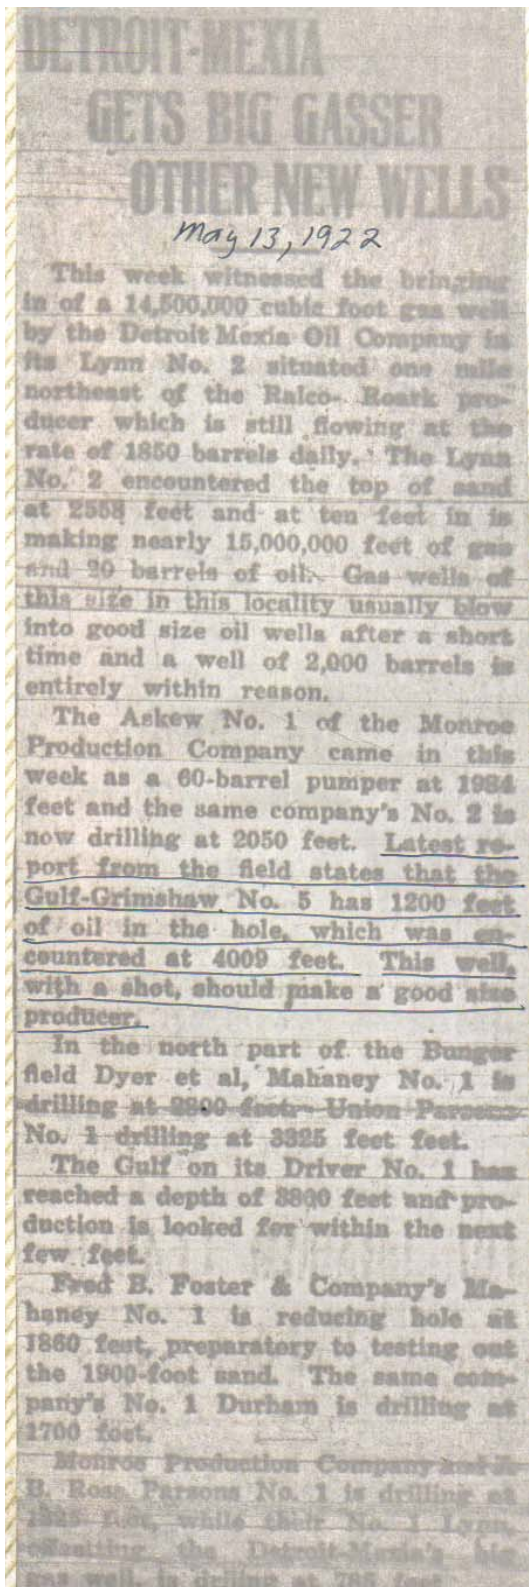 DETROIT-MEXIA
GETS BIG GASSER
OTHER NEW WELLS
May 13, 1922
This week witnessed the bringing
in of a 14,500,000 cubic foot gas well
by the Detroit Mexia Oil Company in
its Lynn No. 2 situated one mile
northeast of the Ralco- Roark pro-
ducer which is still flowing at the
rate of 1850 barrels daily. The Lynn
No. 2 encountered the top of sand
at 2558 feet and at ten feet in is
making nearly 15,000,000 feet of gas
and 20 barrels of oil. Gas wells of
this size in this locality usually blow
into good size oil wells after a short
time and a well of 2,000 barrels is
entirely within reason.
The Askew No. 1 of the Monroe
Production Company came in this
week as a 60-barrel pumper at 1984
feet and the same company's No. 2 is
now drilling at 2050 feet. Latest re-
port from the field states that the
Gulf-Grimshaw No. 5 has 1200 feet
of oil in the hole, which was en-
countered at 4009 feet. This well,
with a shot, should make a good size
producer.
In the north part of the Bunger
field Dyer et al, Mahaney No. 1 is
drilling at 2800 feet. Union Parsons
No. 1 drilling at 3325 feet feet.
The Gulf on its Driver No. 1 has
reached a depth of 3800 feet and pro-
duction is looked for within the next
few feet.
Fred B. Foster & Company's Ma-
haney No. 1 is reducing hole at
1860 feet, preparatory to testing out
the 1900-foot sand. The same com-
pany's No. 1 Durham is drilling at
1700 feet.
Monroe Production Company and
B. Ross Parsons No. 1 is drilling at
1325 feet, while their No. 1 Lynn,
offsetting the Detroit-Mexia's big
gas well, is drilling at 785 feet.